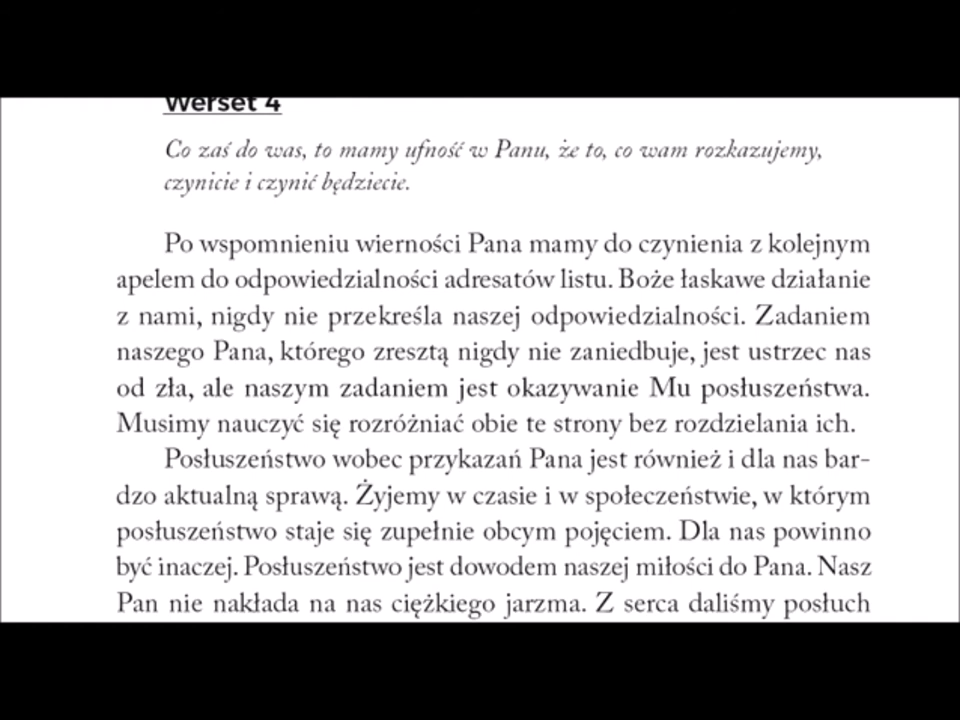 Werset 4
Co zaś do was, to mamy ufność w Panu, że to, co wam rozkazujemy,
czynicie i czynić będziecie.
Po wspomnieniu wierności Pana mamy do czynienia z kolejnym
apelem do odpowiedzialności adresatów listu. Boże łaskawe działanie
z nami, nigdy nie przekreśla naszej odpowiedzialności. Zadaniem
naszego Pana, którego zresztą nigdy nie zaniedbuje, jest ustrzec nas
od zła, ale naszym zadaniem jest okazywanie Mu posłuszeństwa.
Musimy nauczyć się rozróżniać obie te strony bez rozdzielania ich.
Posłuszeństwo wobec przykazań Pana jest również i dla nas bar-
dzo aktualną sprawą. Żyjemy w czasie i w społeczeństwie, w którym
posłuszeństwo staje się zupełnie obcym pojęciem. Dla nas powinno
być inaczej. Posłuszeństwo jest dowodem naszej miłości do Pana. Nasz
Pan nie nakłada na nas ciężkiego jarzma. Z serca daliśmy posłuch